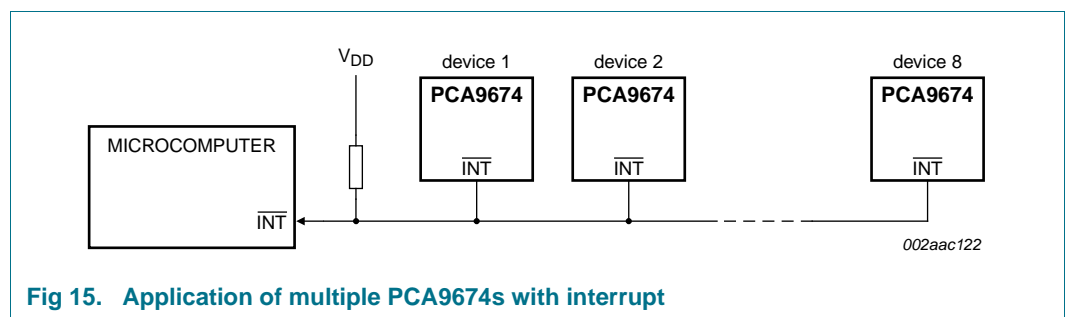 V_DD
device 1
device 2
device 8
PCA9674
PCA9674
PCA9674
MICROCOMPUTER
INT
INT
INT
INT
002aac122
Fig 15. Application of multiple PCA9674s with interrupt